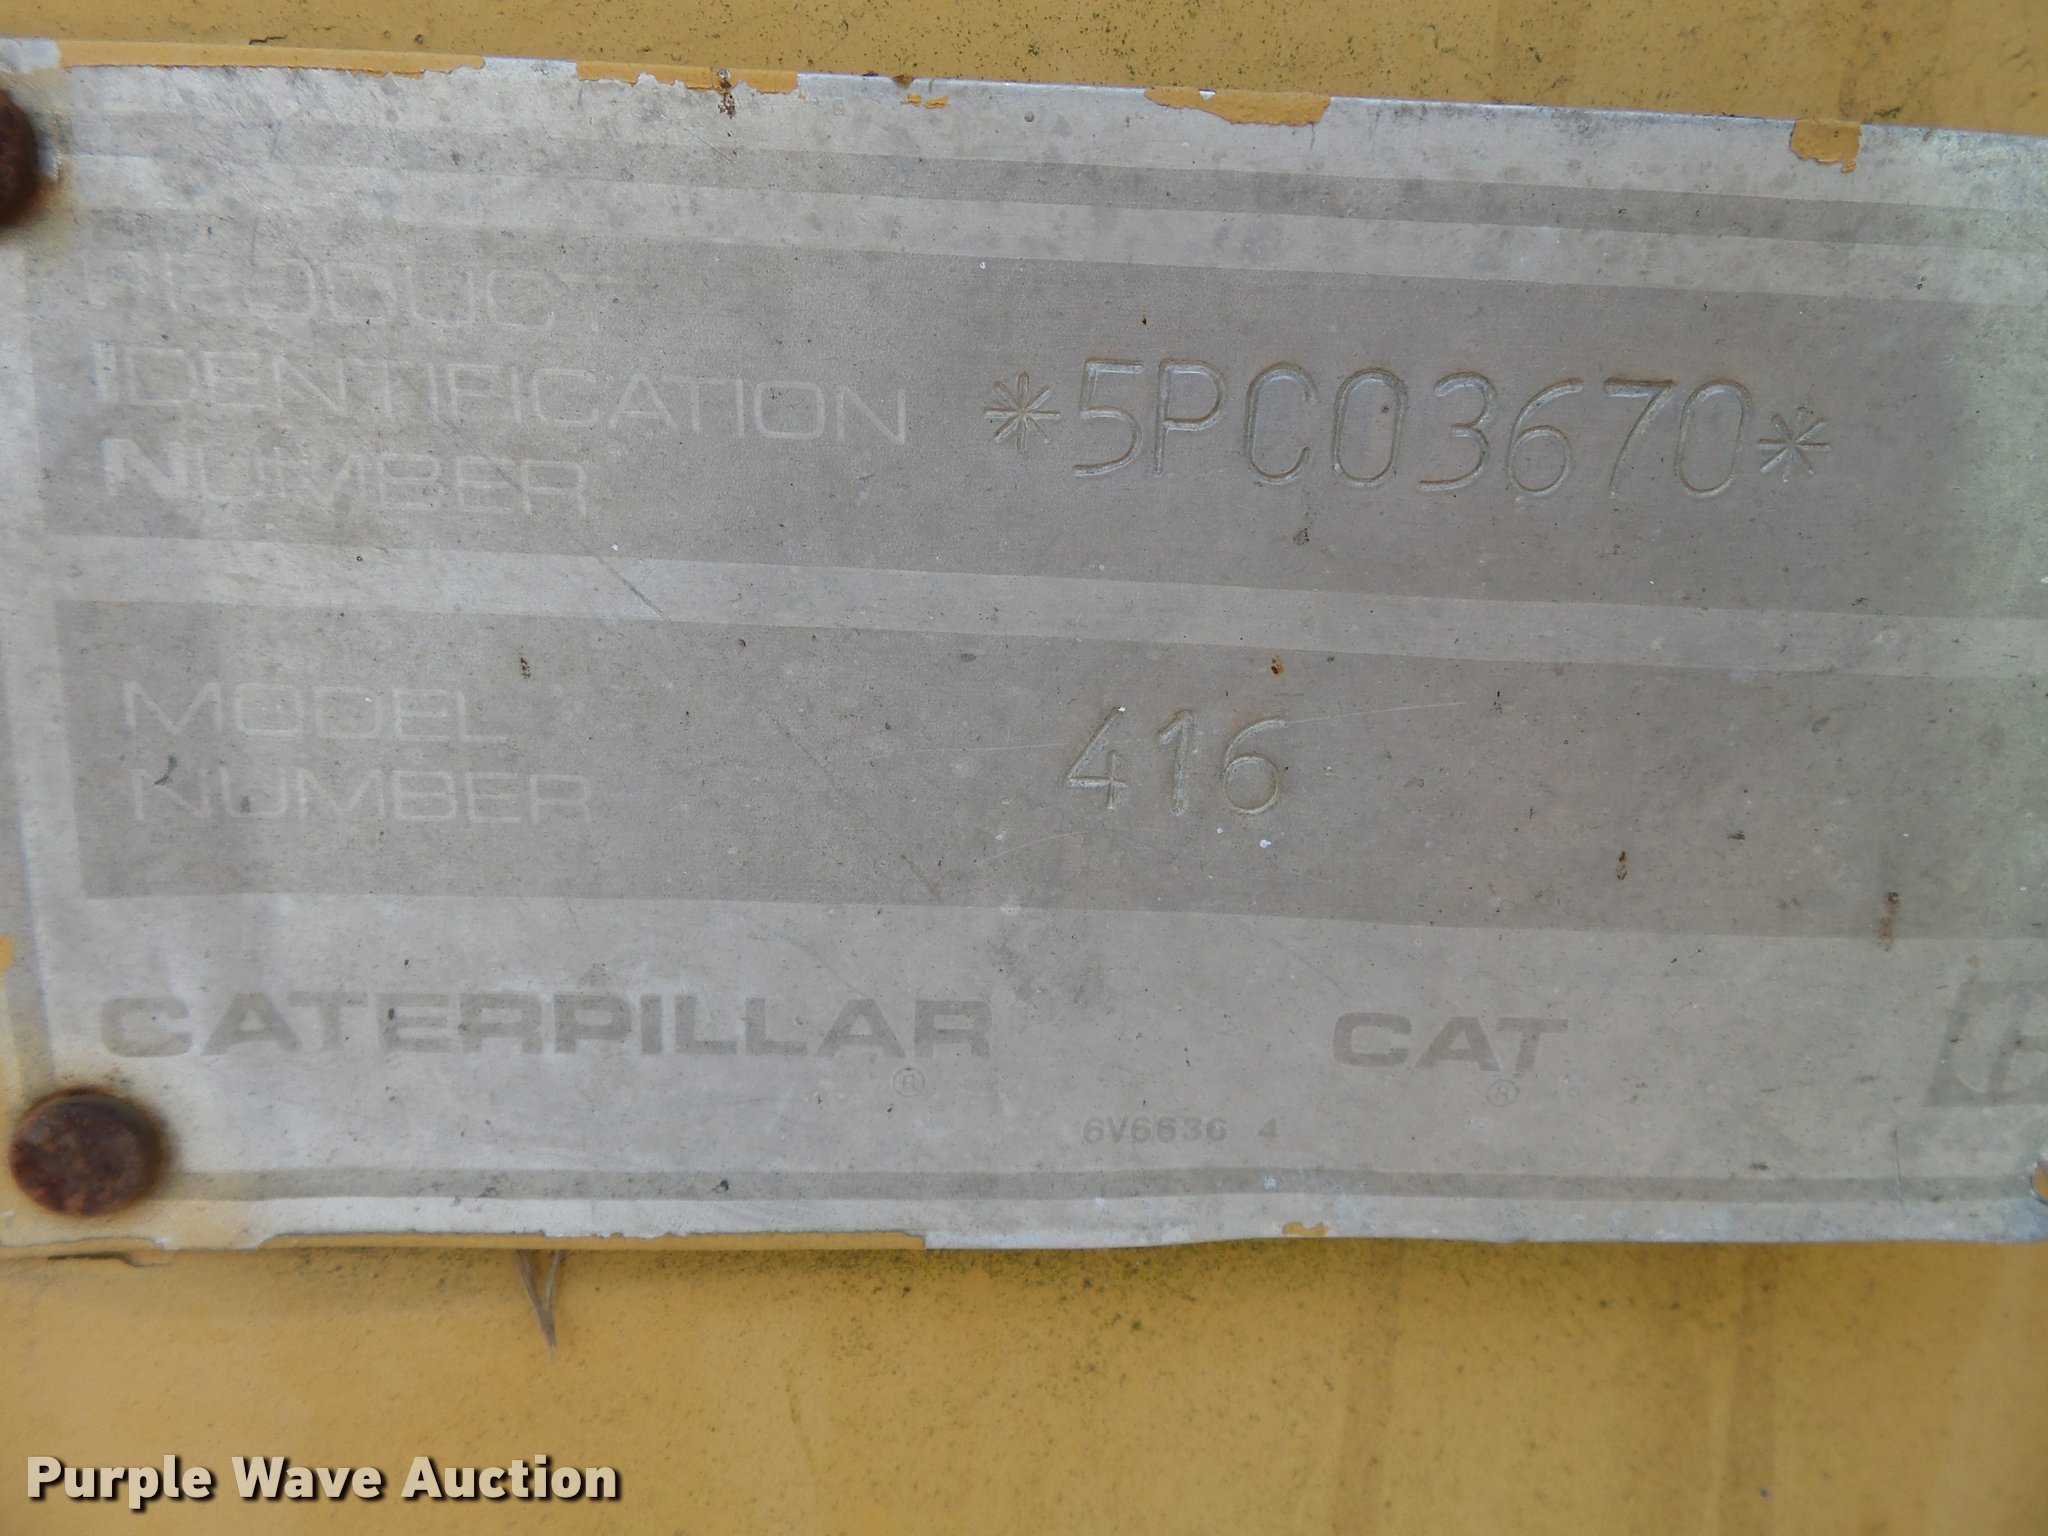 PRODUCT
IDENTIFICATION
NUMBER
*5PC03670*
MODEL
NUMBER
416
CATERPILLAR ®
CAT ®
6V6636 4
Purple Wave Auction